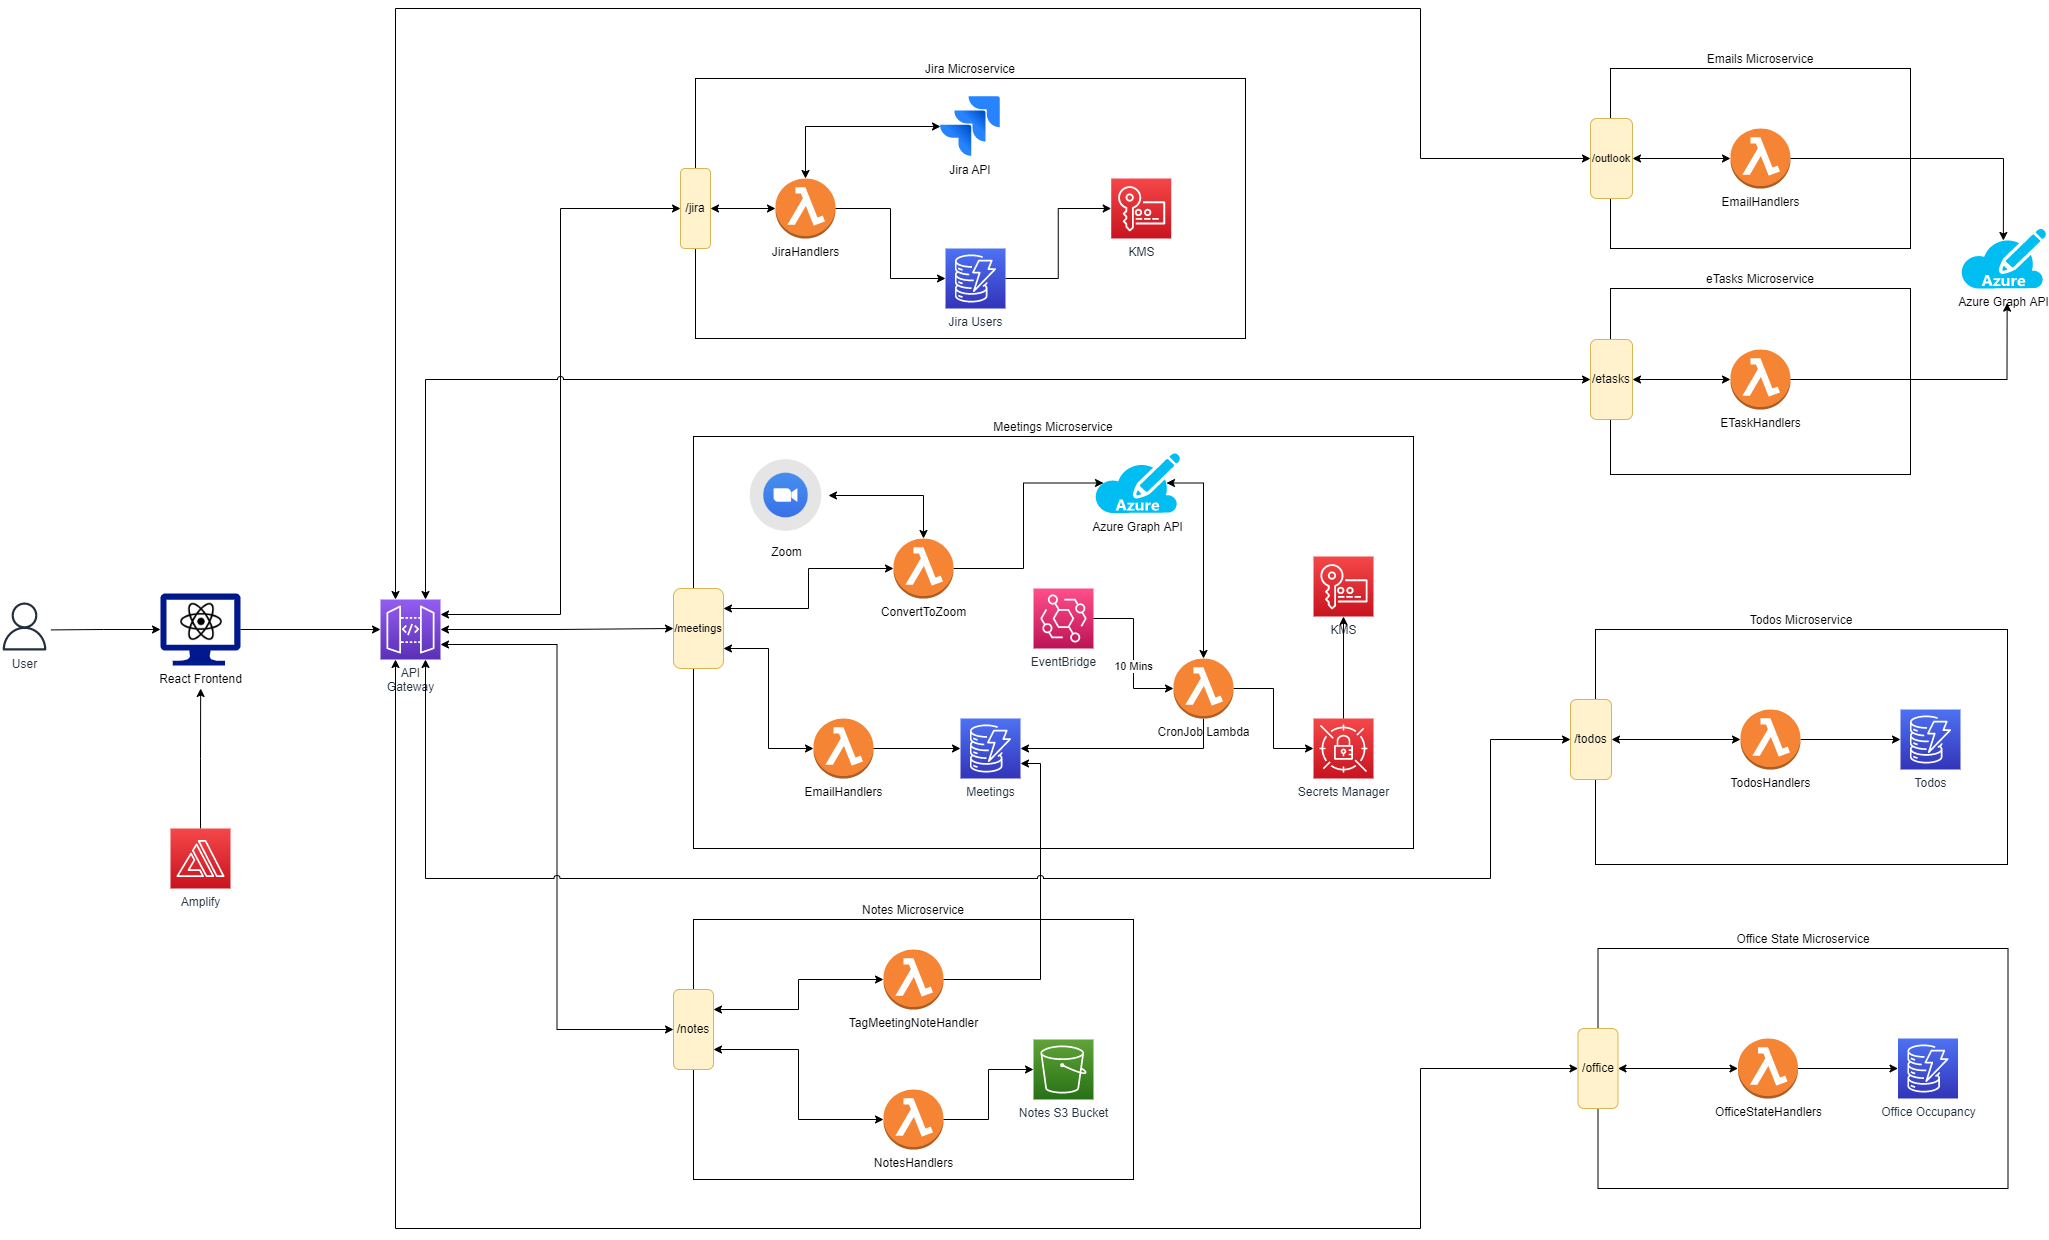 Jira Microservice
Jira API
/jira
JiraHandlers
KMS
Jira Users
Emails Microservice
/outlook
EmailHandlers
Azure
Azure Graph API
eTasks Microservice
/etasks
ETaskHandlers
Meetings Microservice
Zoom
Azure
Azure Graph API
ConvertToZoom
KMS
/meetings
EventBridge
10 Mins
CronJob Lambda
EmailHandlers
Meetings
Secrets Manager
User
React Frontend
</>
API
Gateway
Amplify
Todos Microservice
/todos
TodosHandlers
Todos
Notes Microservice
TagMeetingNoteHandler
/notes
Notes S3 Bucket
NotesHandlers
Office State Microservice
/office
OfficeStateHandlers
Office Occupancy